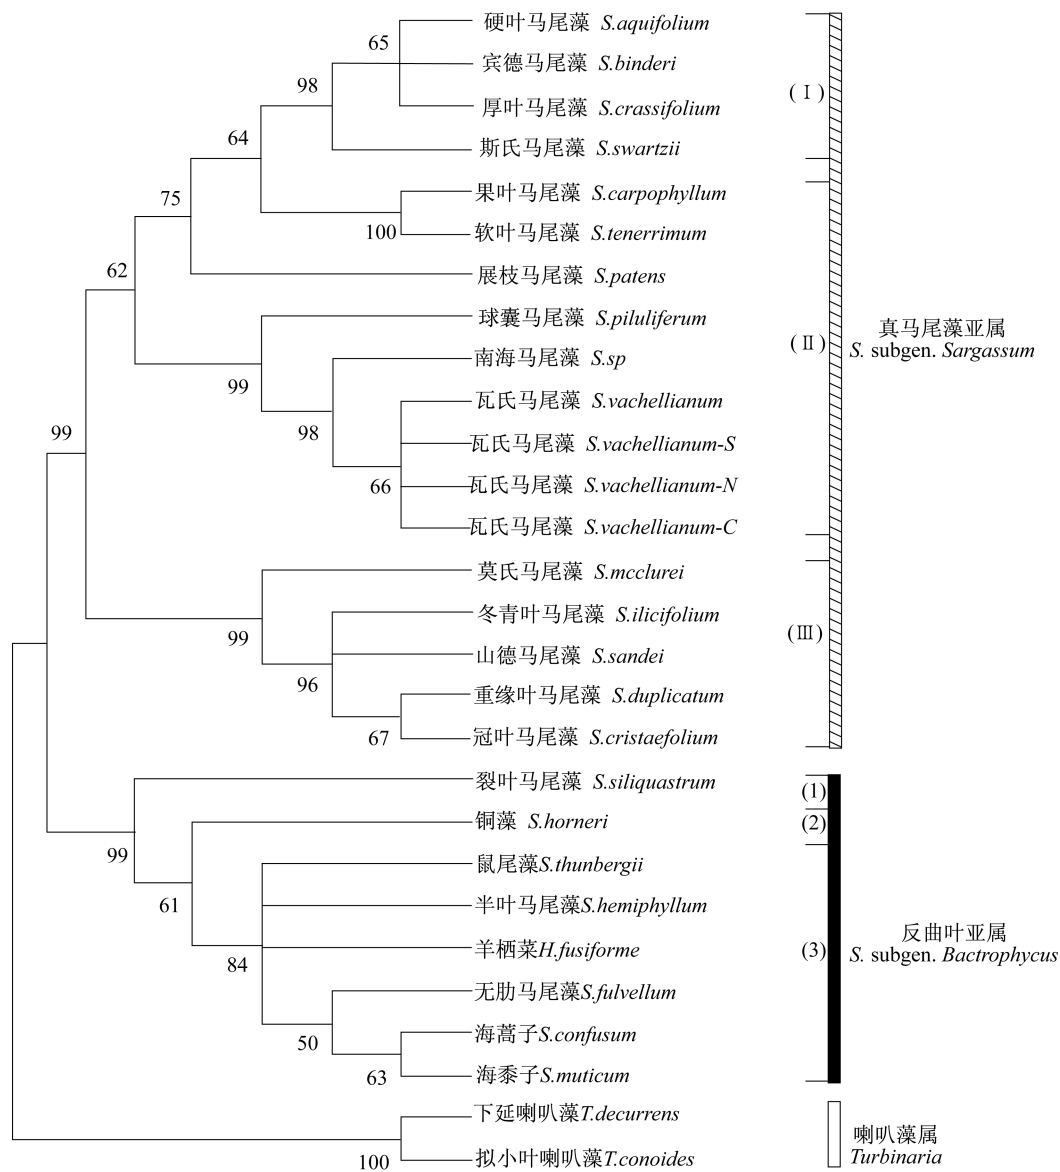 硬叶马尾藻 S.aquifolium
65
宾德马尾藻 S.binderi
98
(Ⅰ)
厚叶马尾藻 S.crassifolium
64
斯氏马尾藻 S.swartzii
75
果叶马尾藻 S.carpophyllum
100
软叶马尾藻 S.tenerrimum
62
展枝马尾藻 S.patens
球囊马尾藻 S.piluliferum
真马尾藻亚属
(Ⅱ)
S. subgen. Sargassum
南海马尾藻 S.sp
99
瓦氏马尾藻 S.vachellianum
98
99
瓦氏马尾藻 S.vachellianum-S
66
瓦氏马尾藻 S.vachellianum-N
瓦氏马尾藻 S.vachellianum-C
莫氏马尾藻 S.mcclurei
冬青叶马尾藻 S.ilicifolium
99
(Ⅲ)
山德马尾藻 S.sandei
96
重缘叶马尾藻 S.duplicatum
67
冠叶马尾藻 S.cristaefolium
裂叶马尾藻 S.siliquastrum
(1)
铜藻 S.horneri
(2)
99
鼠尾藻S.thunbergii
61
半叶马尾藻S.hemiphyllum
反曲叶亚属
羊栖菜H.fusiforme
(3)
S. subgen. Bactrophycus
84
无肋马尾藻S.fulvellum
海蒿子S.confusum
50
海黍子S.muticum
63
下延喇叭藻T.decurrens
喇叭藻属
拟小叶喇叭藻T.conoides
Turbinaria
100